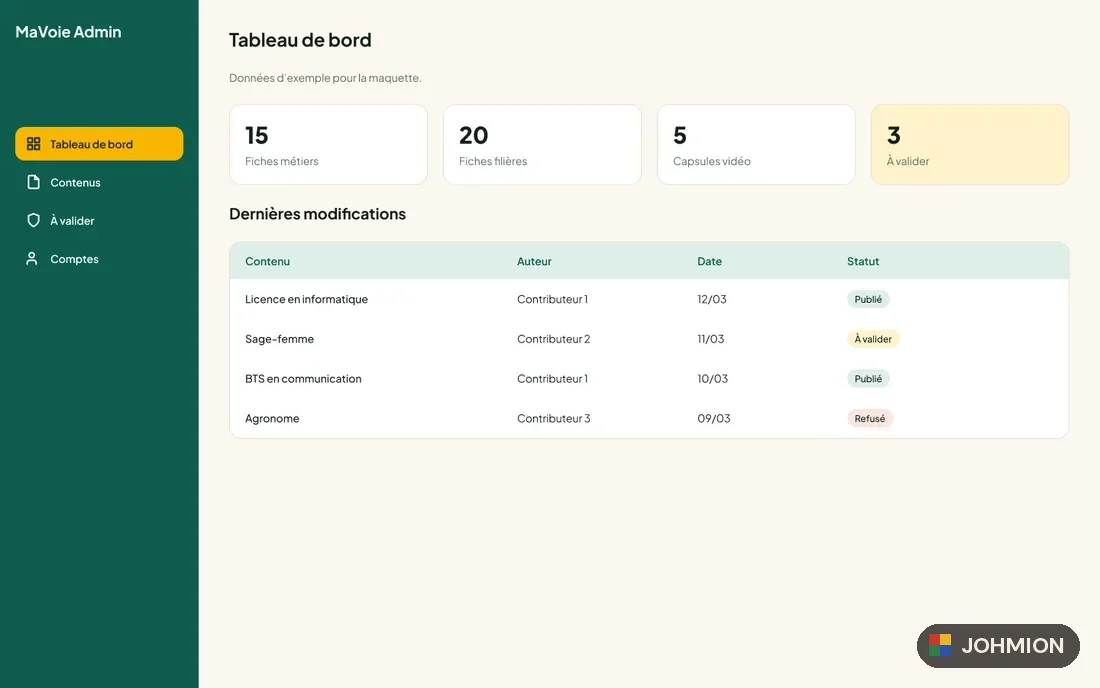 MaVoie Admin
Tableau de bord
Contenus
À valider
Comptes
Tableau de bord
Données d'exemple pour la maquette.
15
Fiches métiers
20
Fiches filières
5
Capsules vidéo
3
À valider
Dernières modifications
Contenu Auteur Date Statut
Licence en informatique Contributeur 1 12/03 Publié
Sage-femme Contributeur 2 11/03 À valider
BTS en communication Contributeur 1 10/03 Publié
Agronome Contributeur 3 09/03 Refusé
JOHMION